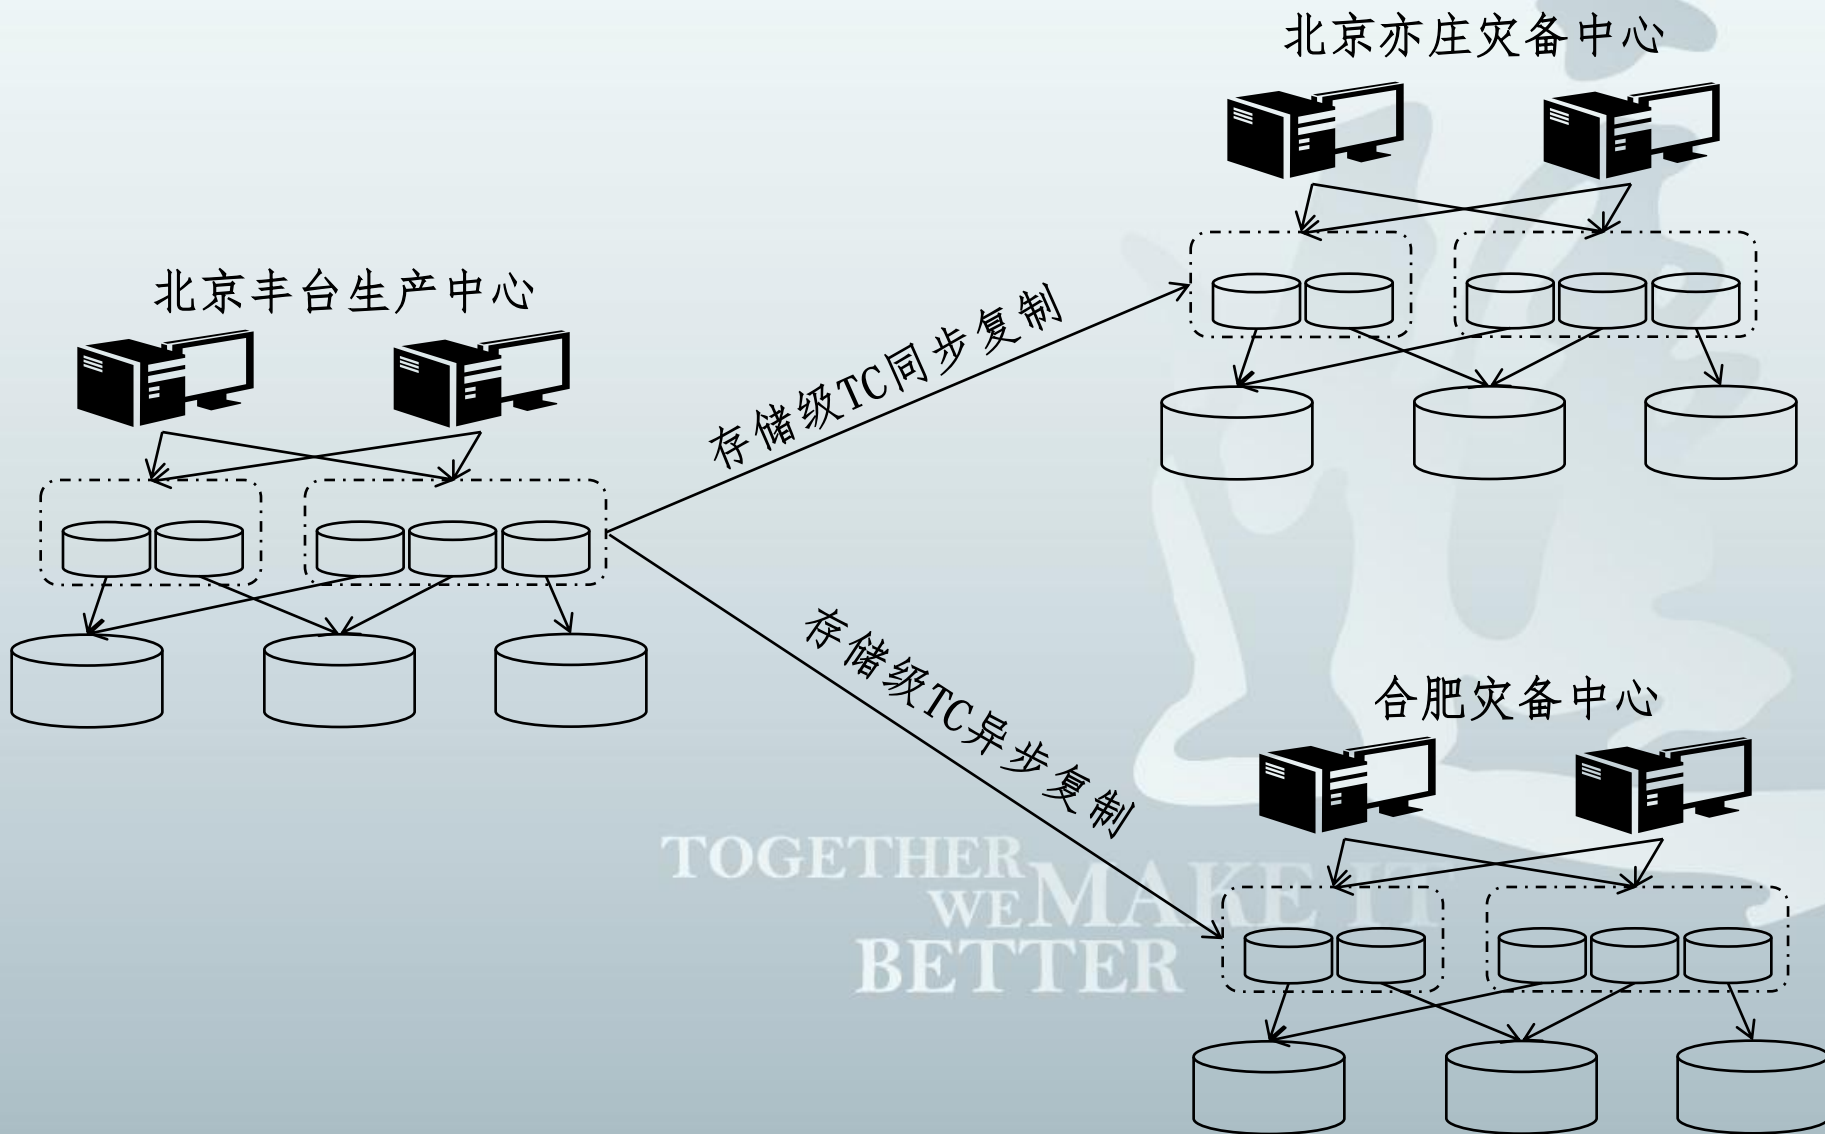 北京亦庄灾备中心
北京丰台生产中心
存储级TC同步复制
存储级TC异步复制
合肥灾备中心
TOGETHER
WE MAKE IT
BETTER